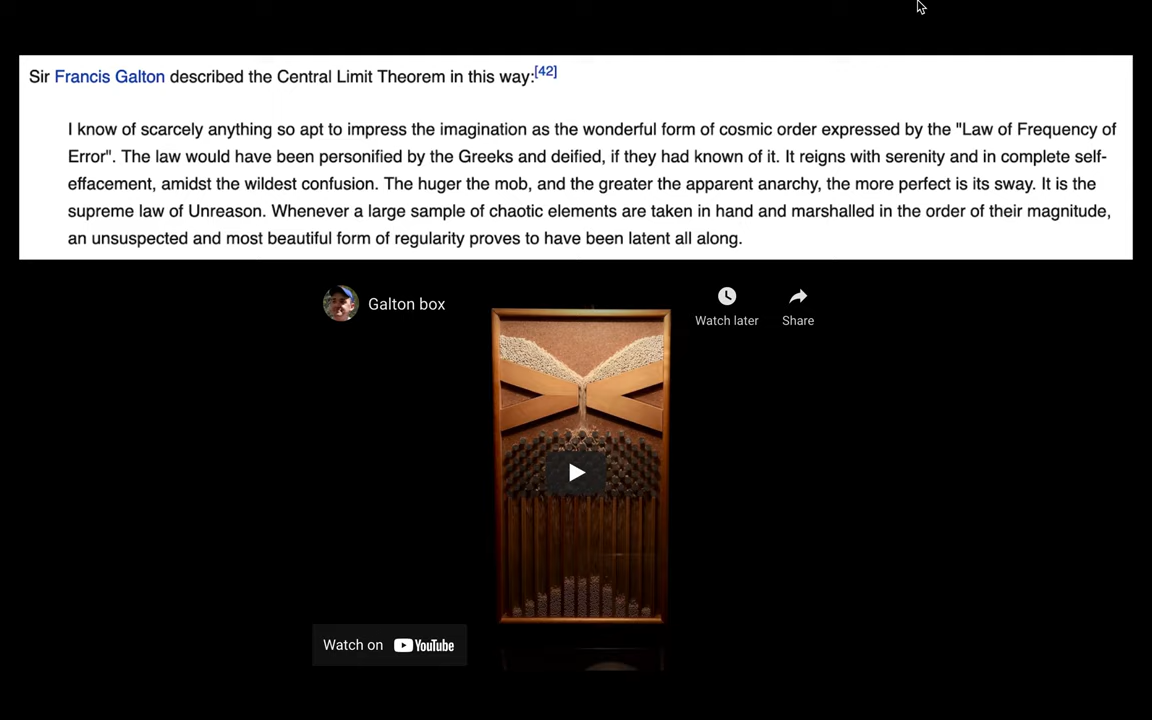 Sir Francis Galton described the Central Limit Theorem in this way:[42]
I know of scarcely anything so apt to impress the imagination as the wonderful form of cosmic order expressed by the "Law of Frequency of
Error". The law would have been personified by the Greeks and deified, if they had known of it. It reigns with serenity and in complete self-
effacement, amidst the wildest confusion. The huger the mob, and the greater the apparent anarchy, the more perfect is its sway. It is the
supreme law of Unreason. Whenever a large sample of chaotic elements are taken in hand and marshalled in the order of their magnitude,
an unsuspected and most beautiful form of regularity proves to have been latent all along.
Galton box
Watch later
Share
Watch on YouTube